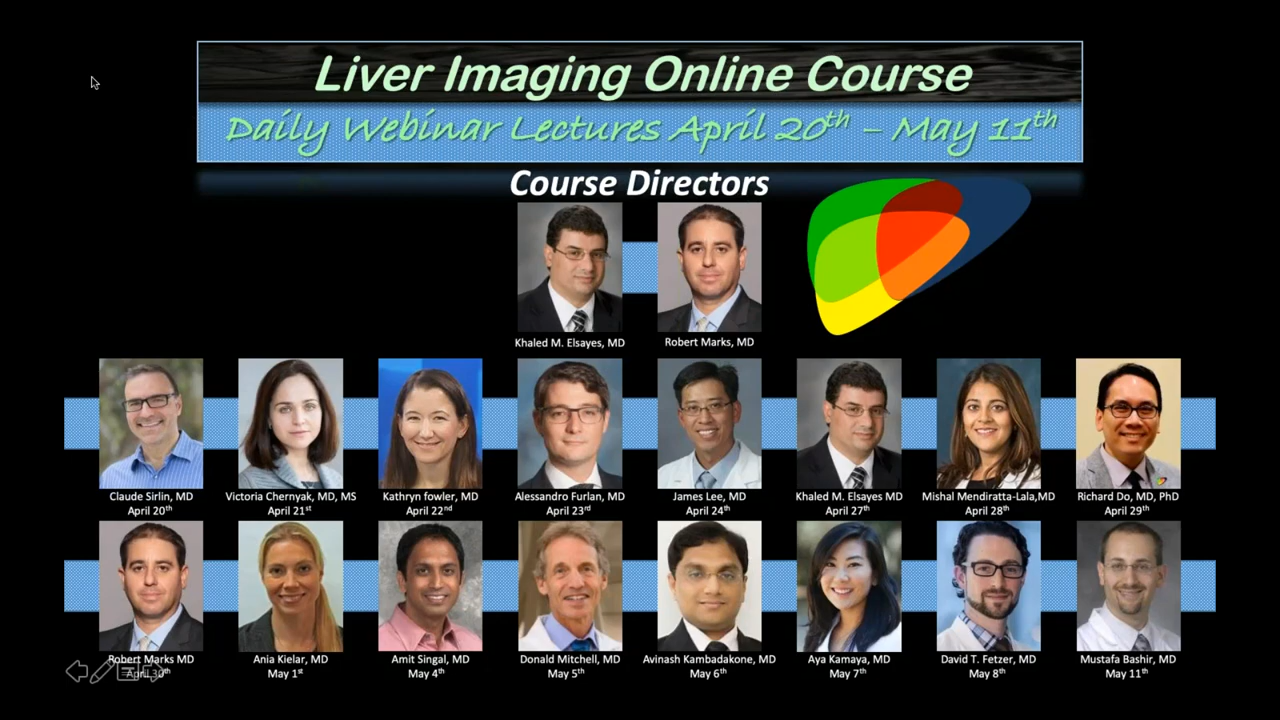 Liver Imaging Online Course
Daily Webinar Lectures April 20th – May 11th
Course Directors
Khaled M. Elsayes, MD
Robert Marks, MD
Claude Sirlin, MD
April 20th
Victoria Chernyak, MD, MS
April 21st
Kathryn fowler, MD
April 22nd
Alessandro Furlan, MD
April 23rd
James Lee, MD
April 24th
Khaled M. Elsayes MD
April 27th
Mishal Mendiratta-Lala,MD
April 28th
Richard Do, MD, PhD
April 29th
Robert Marks MD
April 30th
Ania Kielar, MD
May 1st
Amit Singal, MD
May 4th
Donald Mitchell, MD
May 5th
Avinash Kambadakone, MD
May 6th
Aya Kamaya, MD
May 7th
David T. Fetzer, MD
May 8th
Mustafa Bashir, MD
May 11th